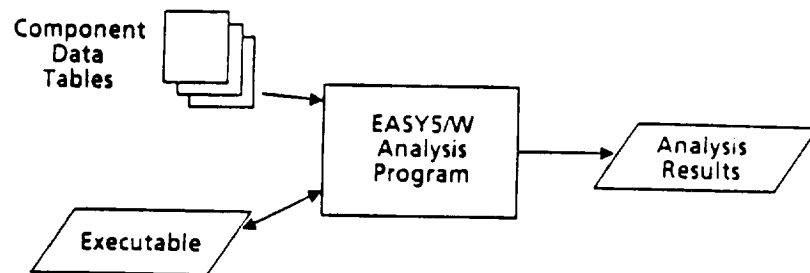 Component
Data
Tables
EASY5/W
Analysis
Program
Analysis
Results
Executable